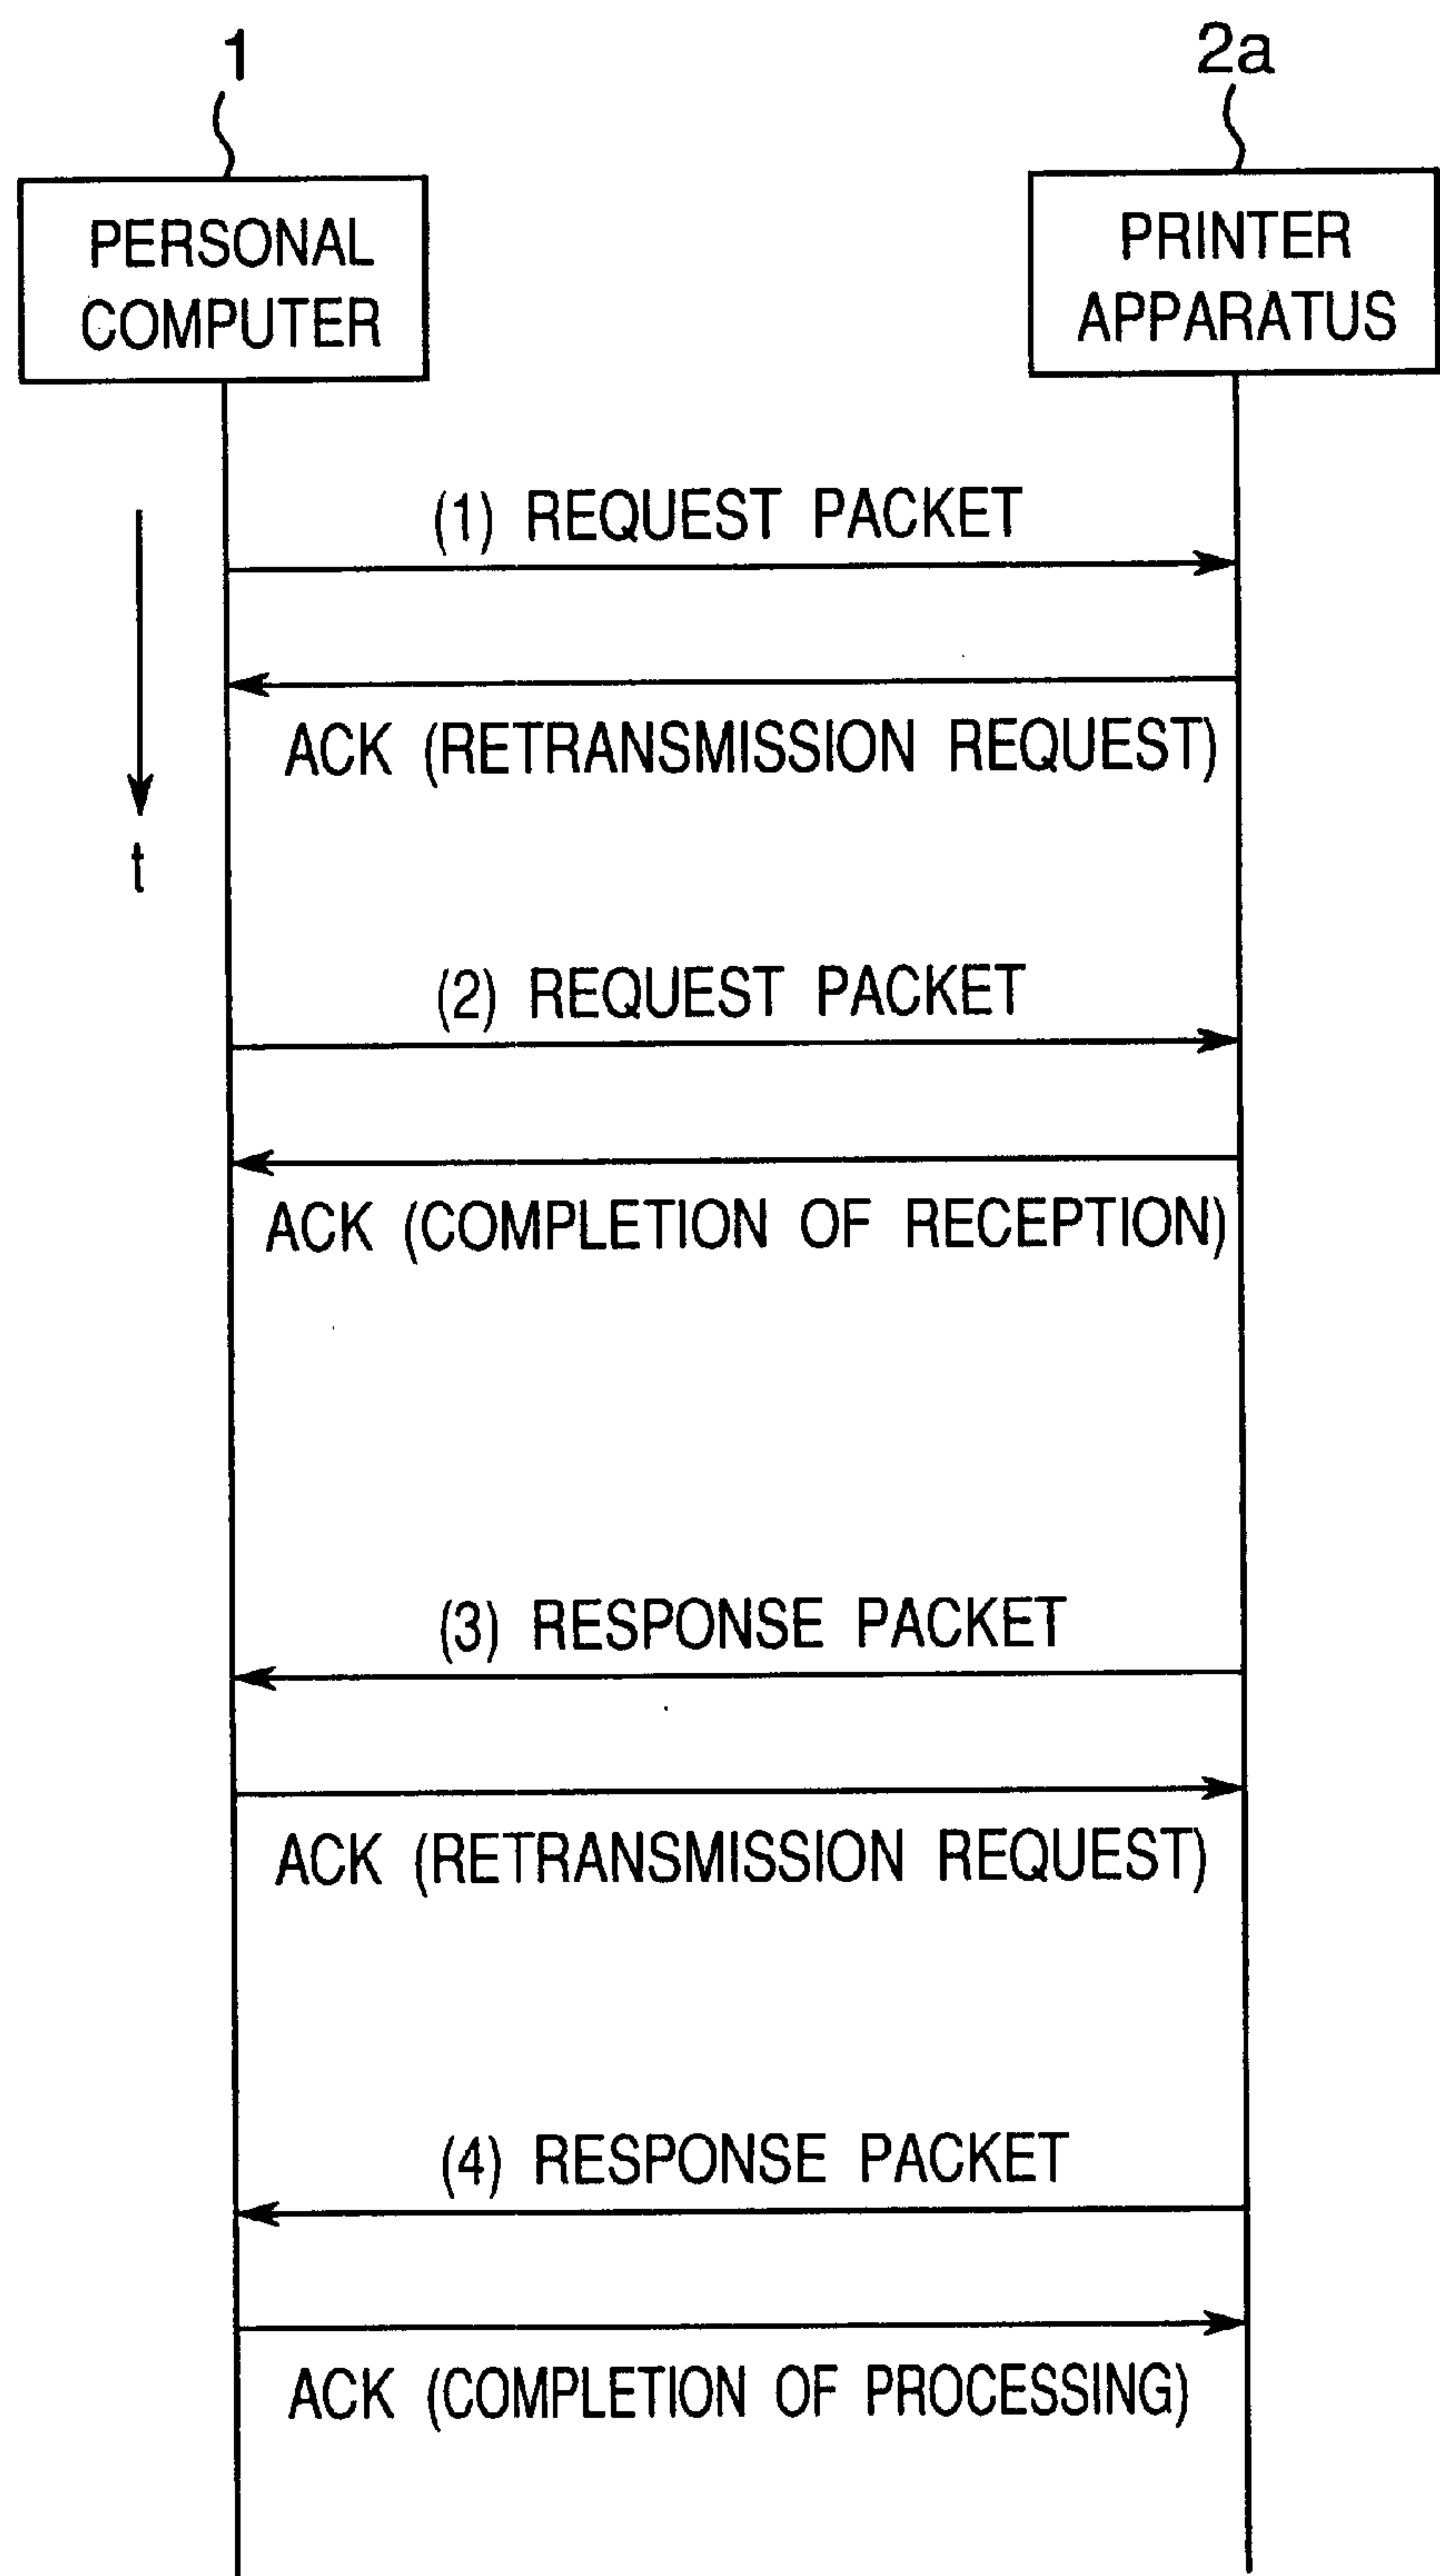 1
2a
PERSONAL
COMPUTER
PRINTER
APPARATUS
(1) REQUEST PACKET
ACK (RETRANSMISSION REQUEST)
t
(2) REQUEST PACKET
ACK (COMPLETION OF RECEPTION)
(3) RESPONSE PACKET
ACK (RETRANSMISSION REQUEST)
(4) RESPONSE PACKET
ACK (COMPLETION OF PROCESSING)